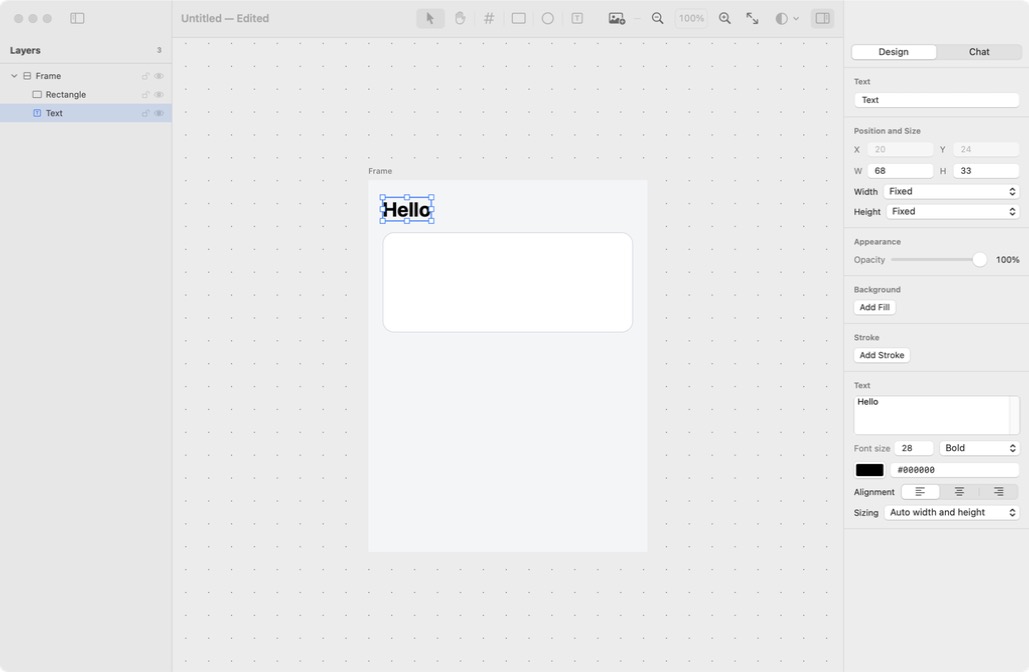 Untitled — Edited
100%
Layers
3
Frame
Rectangle
Text
Frame
Hello
Design
Chat
Text
Text
Position and Size
X 20 Y 24
W 68 H 33
Width Fixed
Height Fixed
Appearance
Opacity 100%
Background
Add Fill
Stroke
Add Stroke
Text
Hello
Font size 28 Bold
#000000
Alignment
Sizing Auto width and height